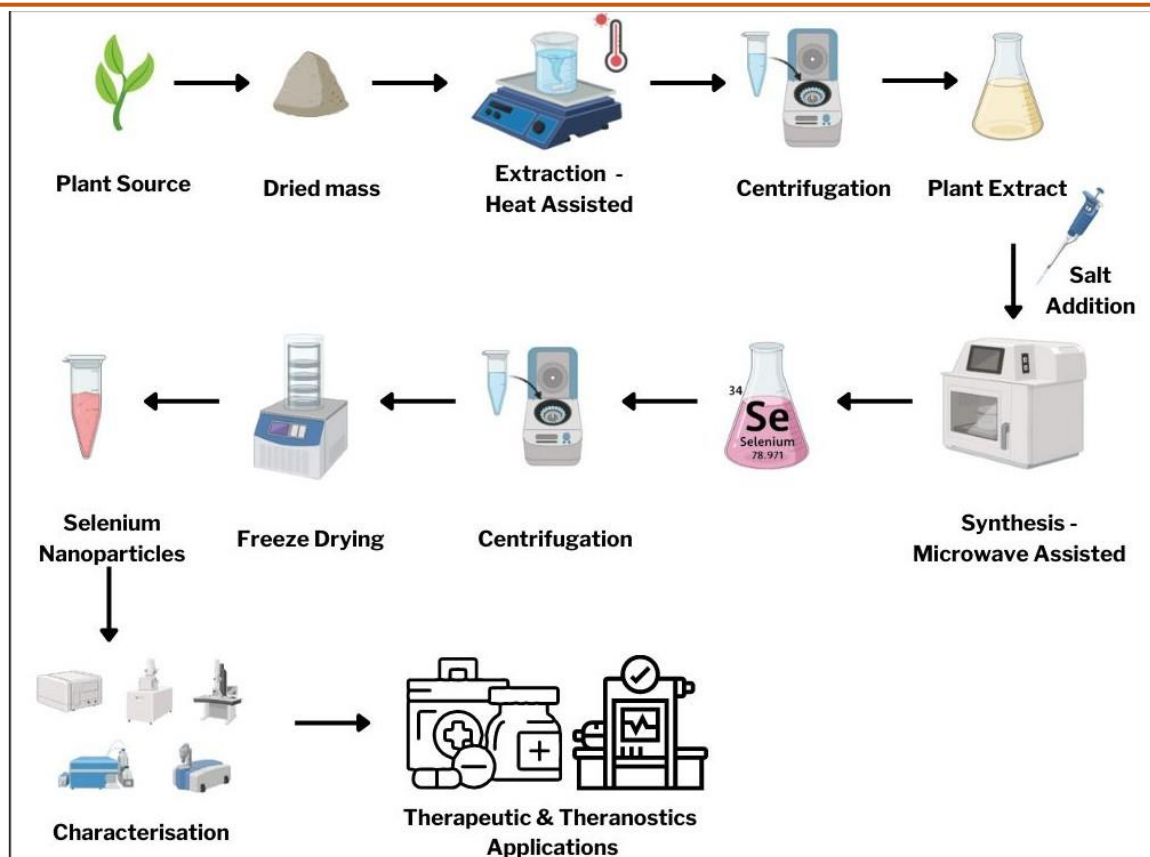 Plant Source
Dried mass
Extraction -
Heat Assisted
Centrifugation
Plant Extract
Salt
Addition
34
Se
Selenium
78.971
Selenium
Nanoparticles
Freeze Drying
Centrifugation
Synthesis -
Microwave Assisted
Characterisation
Therapeutic & Theranostics
Applications